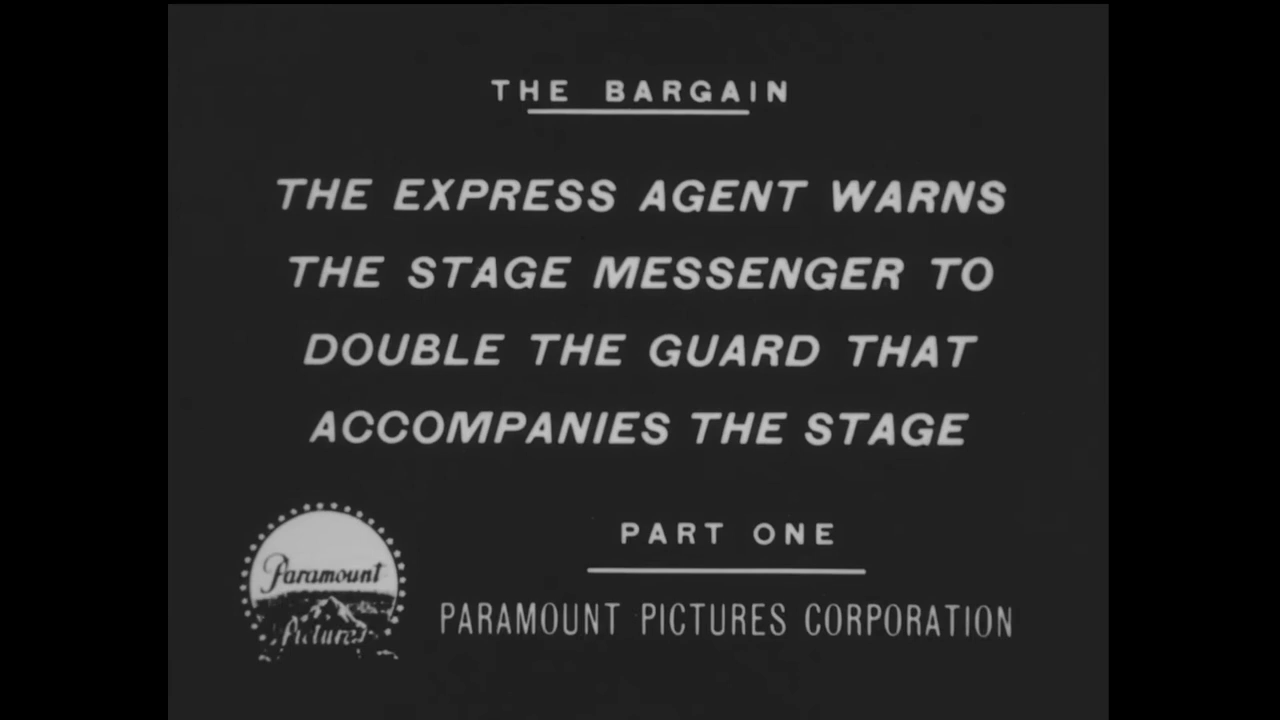 THE BARGAIN
THE EXPRESS AGENT WARNS
THE STAGE MESSENGER TO
DOUBLE THE GUARD THAT
ACCOMPANIES THE STAGE
PART ONE
Paramount
Pictures
PARAMOUNT PICTURES CORPORATION